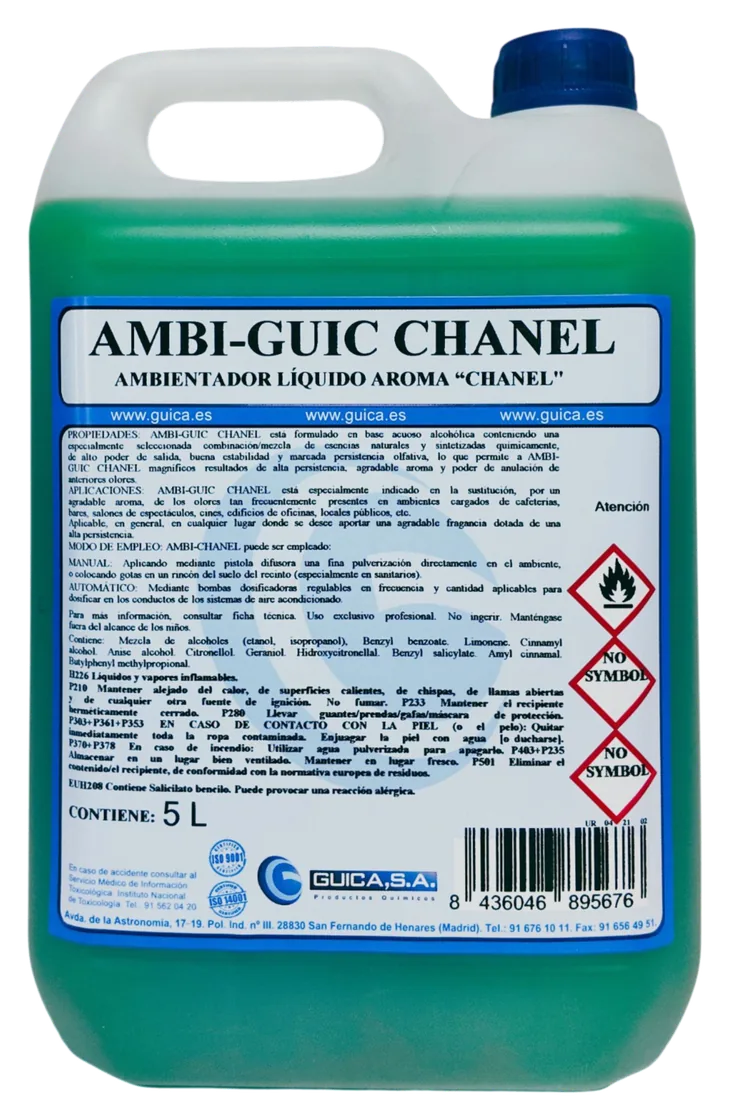 AMBI-GUIC CHANEL
AMBIENTADOR LÍQUIDO AROMA “CHANEL"
www.guica.es www.guica.es www.guica.es
PROPIEDADES: AMBI-GUIC CHANEL está formulado en base acuoso alcohólica conteniendo una
especialmente seleccionada combinación/mezcla de esencias naturales y sintetizadas químicamente,
de alto poder de salida, buena estabilidad y marcada persistencia olfativa, lo que permite a AMBI-
GUIC CHANEL magníficos resultados de alta persistencia, agradable aroma y poder de anulación de
anteriores olores.
APLICACIONES: AMBI-GUIC CHANEL está especialmente indicado en la sustitución, por un
agradable aroma, de los olores tan frecuentemente presentes en ambientes cargados de cafeterías,
bares, salones de espectáculos, cines, edificios de oficinas, locales públicos, etc.
Aplicable, en general, en cualquier lugar donde se desee aportar una agradable fragancia dotada de una
alta persistencia.
MODO DE EMPLEO: AMBI-CHANEL puede ser empleado:
MANUAL: Aplicando mediante pistola difusora una fina pulverización directamente en el ambiente,
o colocando gotas en un rincón del suelo del recinto (especialmente en sanitarios).
AUTOMÁTICO: Mediante bombas dosificadoras regulables en frecuencia y cantidad aplicables para
dosificar en los conductos de los sistemas de aire acondicionado.
Para más información, consultar ficha técnica. Uso exclusivo profesional. No ingerir. Manténgase
fuera del alcance de los niños.
Contiene: Mezcla de alcoholes (etanol, isopropanol), Benzyl benzoate. Limonene. Cinnamyl
alcohol. Anise alcohol. Citronellol. Geraniol. Hidroxycitronellal. Benzyl salicylate. Amyl cinnamal.
Butylphenyl methylpropional.
H226 Líquidos y vapores inflamables.
P210 Mantener alejado del calor, de superficies calientes, de chispas, de llamas abiertas
y de cualquier otra fuente de ignición. No fumar. P233 Mantener el recipiente
herméticamente cerrado. P280 Llevar guantes/prendas/gafas/máscara de protección.
P303+P361+P353 EN CASO DE CONTACTO CON LA PIEL (o el pelo): Quitar
inmediatamente toda la ropa contaminada. Enjuagar la piel con agua [o ducharse].
P370+P378 En caso de incendio: Utilizar agua pulverizada para apagarlo. P403+P235
Almacenar en un lugar bien ventilado. Mantener en lugar fresco. P501 Eliminar el
contenido/el recipiente, de conformidad con la normativa europea de residuos.
EUH208 Contiene Salicilato bencilo. Puede provocar una reacción alérgica.
CONTIENE: 5 L
Atención
NO
SYMBOL
NO
SYMBOL
UR 04 21 02
En caso de accidente consultar al
Servicio Médico de Información
Toxicológica. Instituto Nacional
de Toxicología Tel. 91 562 04 20
ISO 9001
ISO 14001
GUICA,S.A.
Productos Químicos
8 436046 895676
Avda. de la Astronomía, 17-19. Pol. Ind. nº III. 28830 San Fernando de Henares (Madrid). Tel.: 91 676 10 11. Fax: 91 656 49 51.